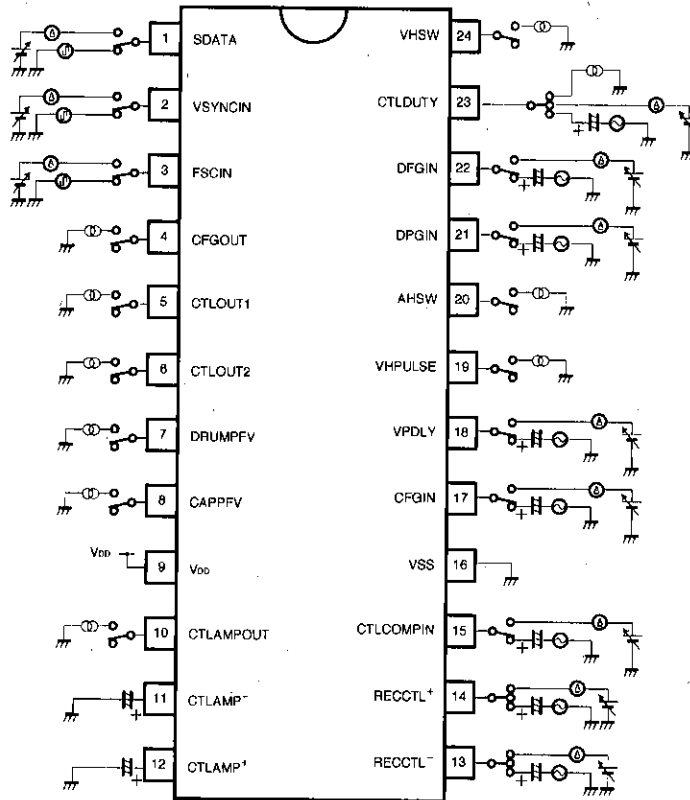 1 SDATA
2 VSYNCIN
3 FSCIN
4 CFGOUT
5 CTLOUT1
6 CTLOUT2
7 DRUMPFV
8 CAPPFV
VDD 9 VDD
10 CTLAMPOUT
11 CTLAMP-
12 CTLAMP+
VHSW 24
CTLDUTY 23
DFGIN 22
DPGIN 21
AHSW 20
VHPULSE 19
VPDLY 18
CFGIN 17
VSS 16
CTLCOMPIN 15
RECCTL+ 14
RECCTL- 13